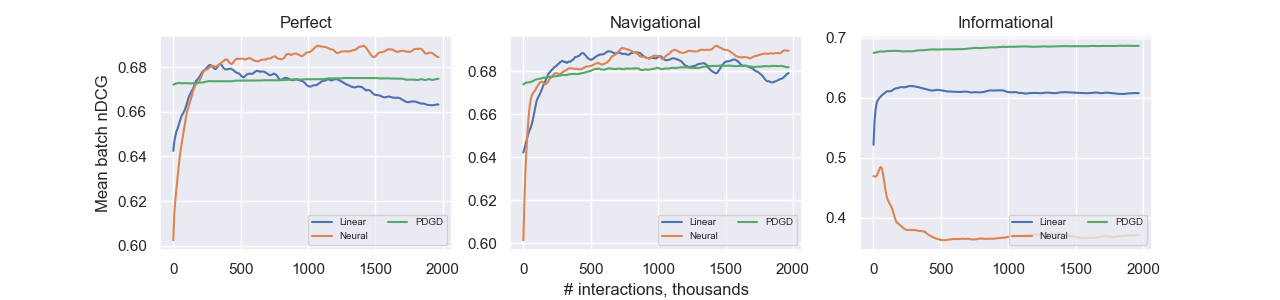 Perfect
Navigational
Informational
Mean batch nDCG
0.68
0.66
0.64
0.62
0.60
0 500 1000 1500 2000
Linear PDGD
Neural
0.68
0.66
0.64
0.62
0.60
0 500 1000 1500 2000
Linear PDGD
Neural
# interactions, thousands
0.7
0.6
0.5
0.4
0 500 1000 1500 2000
Linear PDGD
Neural